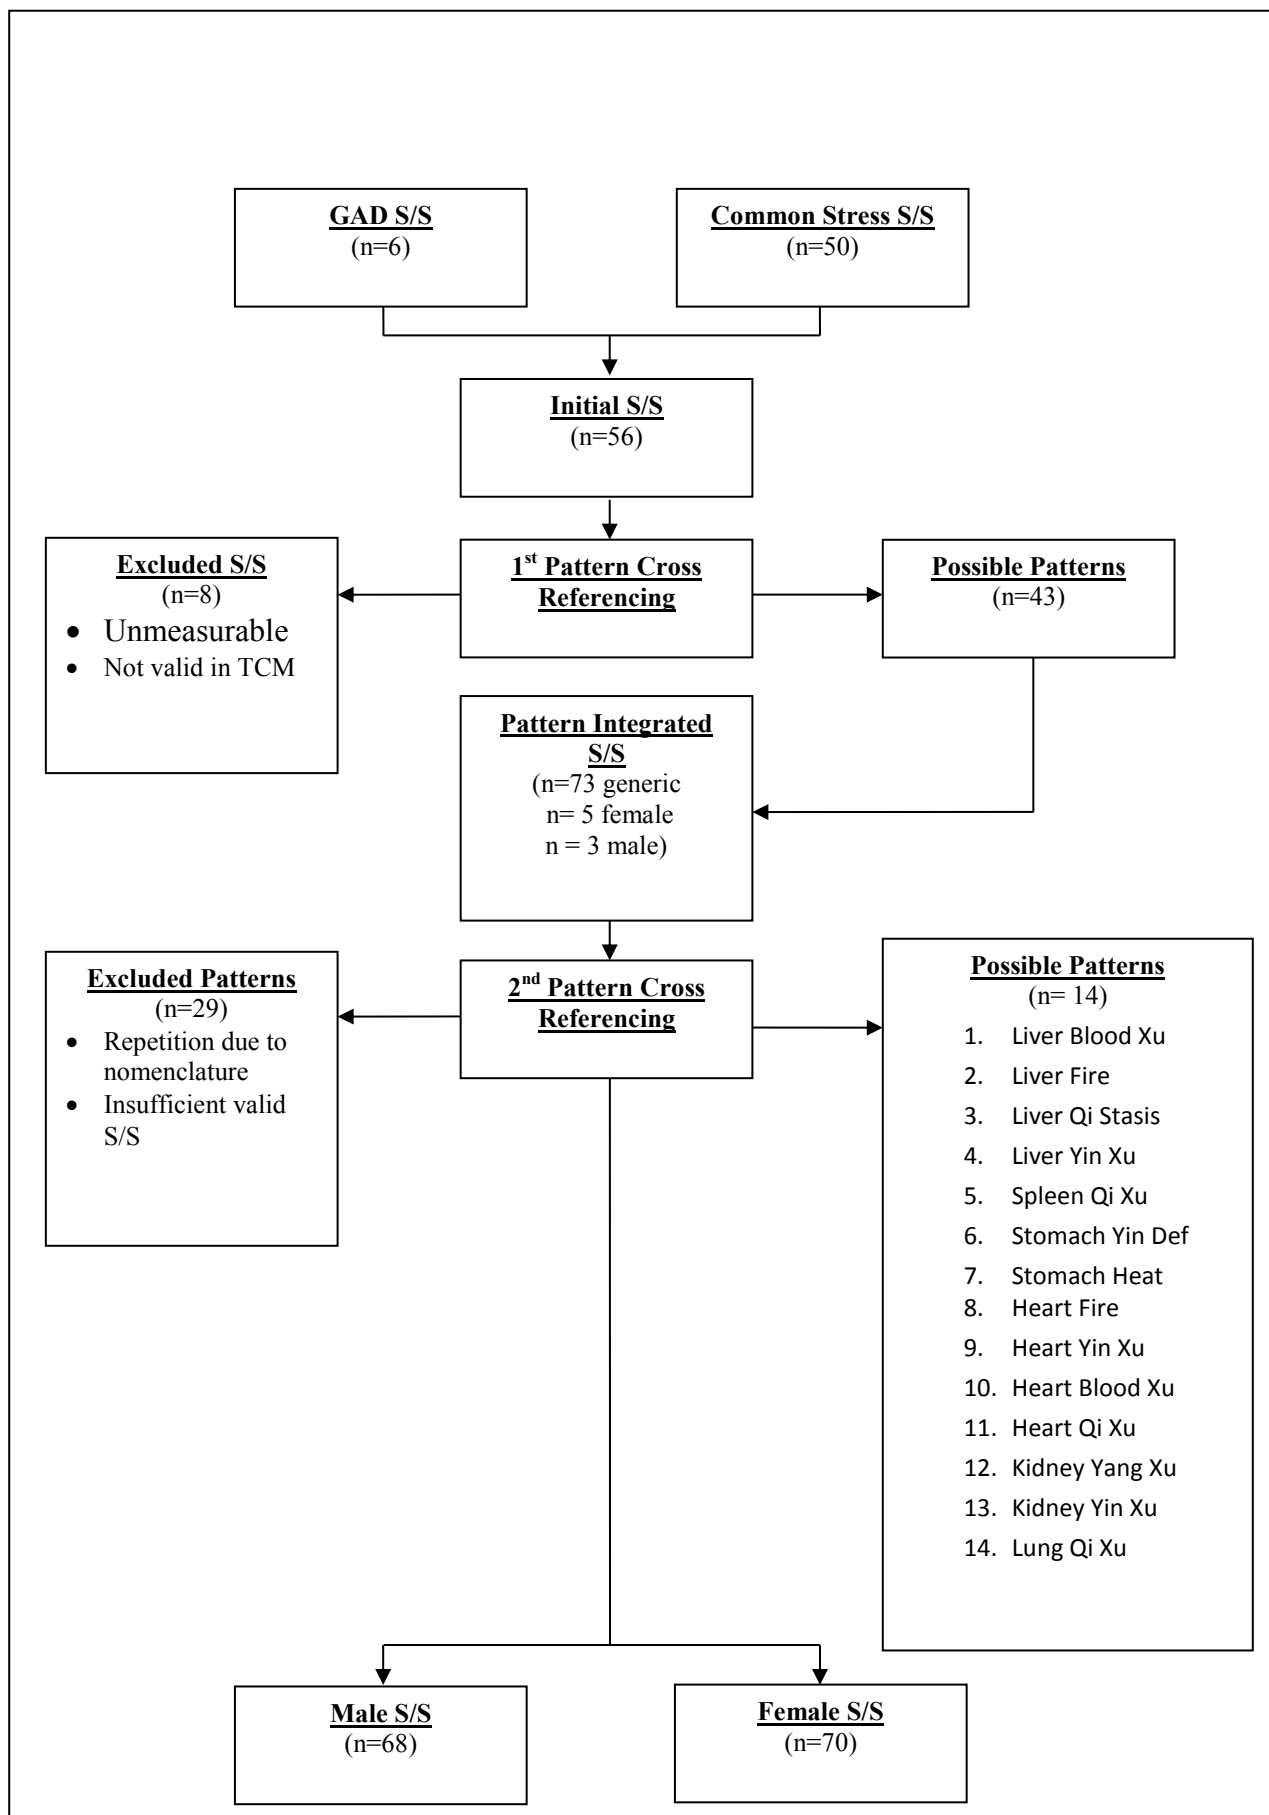 GAD S/S
(n=6)
Common Stress S/S
(n=50)
Initial S/S
(n=56)
Excluded S/S
(n=8)
• Unmeasurable
• Not valid in TCM
1st Pattern Cross
Referencing
Possible Patterns
(n=43)
Pattern Integrated
S/S
(n=73 generic
n= 5 female
n = 3 male)
Excluded Patterns
(n=29)
• Repetition due to
nomenclature
• Insufficient valid
S/S
2nd Pattern Cross
Referencing
Possible Patterns
(n= 14)
1. Liver Blood Xu
2. Liver Fire
3. Liver Qi Stasis
4. Liver Yin Xu
5. Spleen Qi Xu
6. Stomach Yin Def
7. Stomach Heat
8. Heart Fire
9. Heart Yin Xu
10. Heart Blood Xu
11. Heart Qi Xu
12. Kidney Yang Xu
13. Kidney Yin Xu
14. Lung Qi Xu
Male S/S
(n=68)
Female S/S
(n=70)